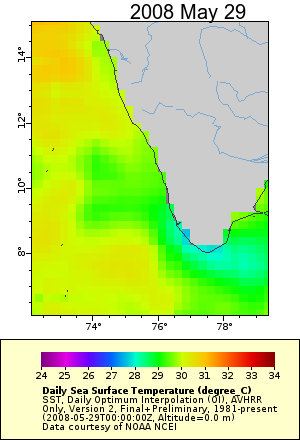 2008 May 29
14°
12°
10°
8°
74°
76°
78°
24 25 26 27 28 29 30 31 32 33 34
Daily Sea Surface Temperature (degree_C)
SST, Daily Optimum Interpolation (OI), AVHRR
Only, Version 2, Final+Preliminary, 1981-present
(2008-05-29T00:00:00Z, Altitude=0.0 m)
Data courtesy of NOAA NCEI